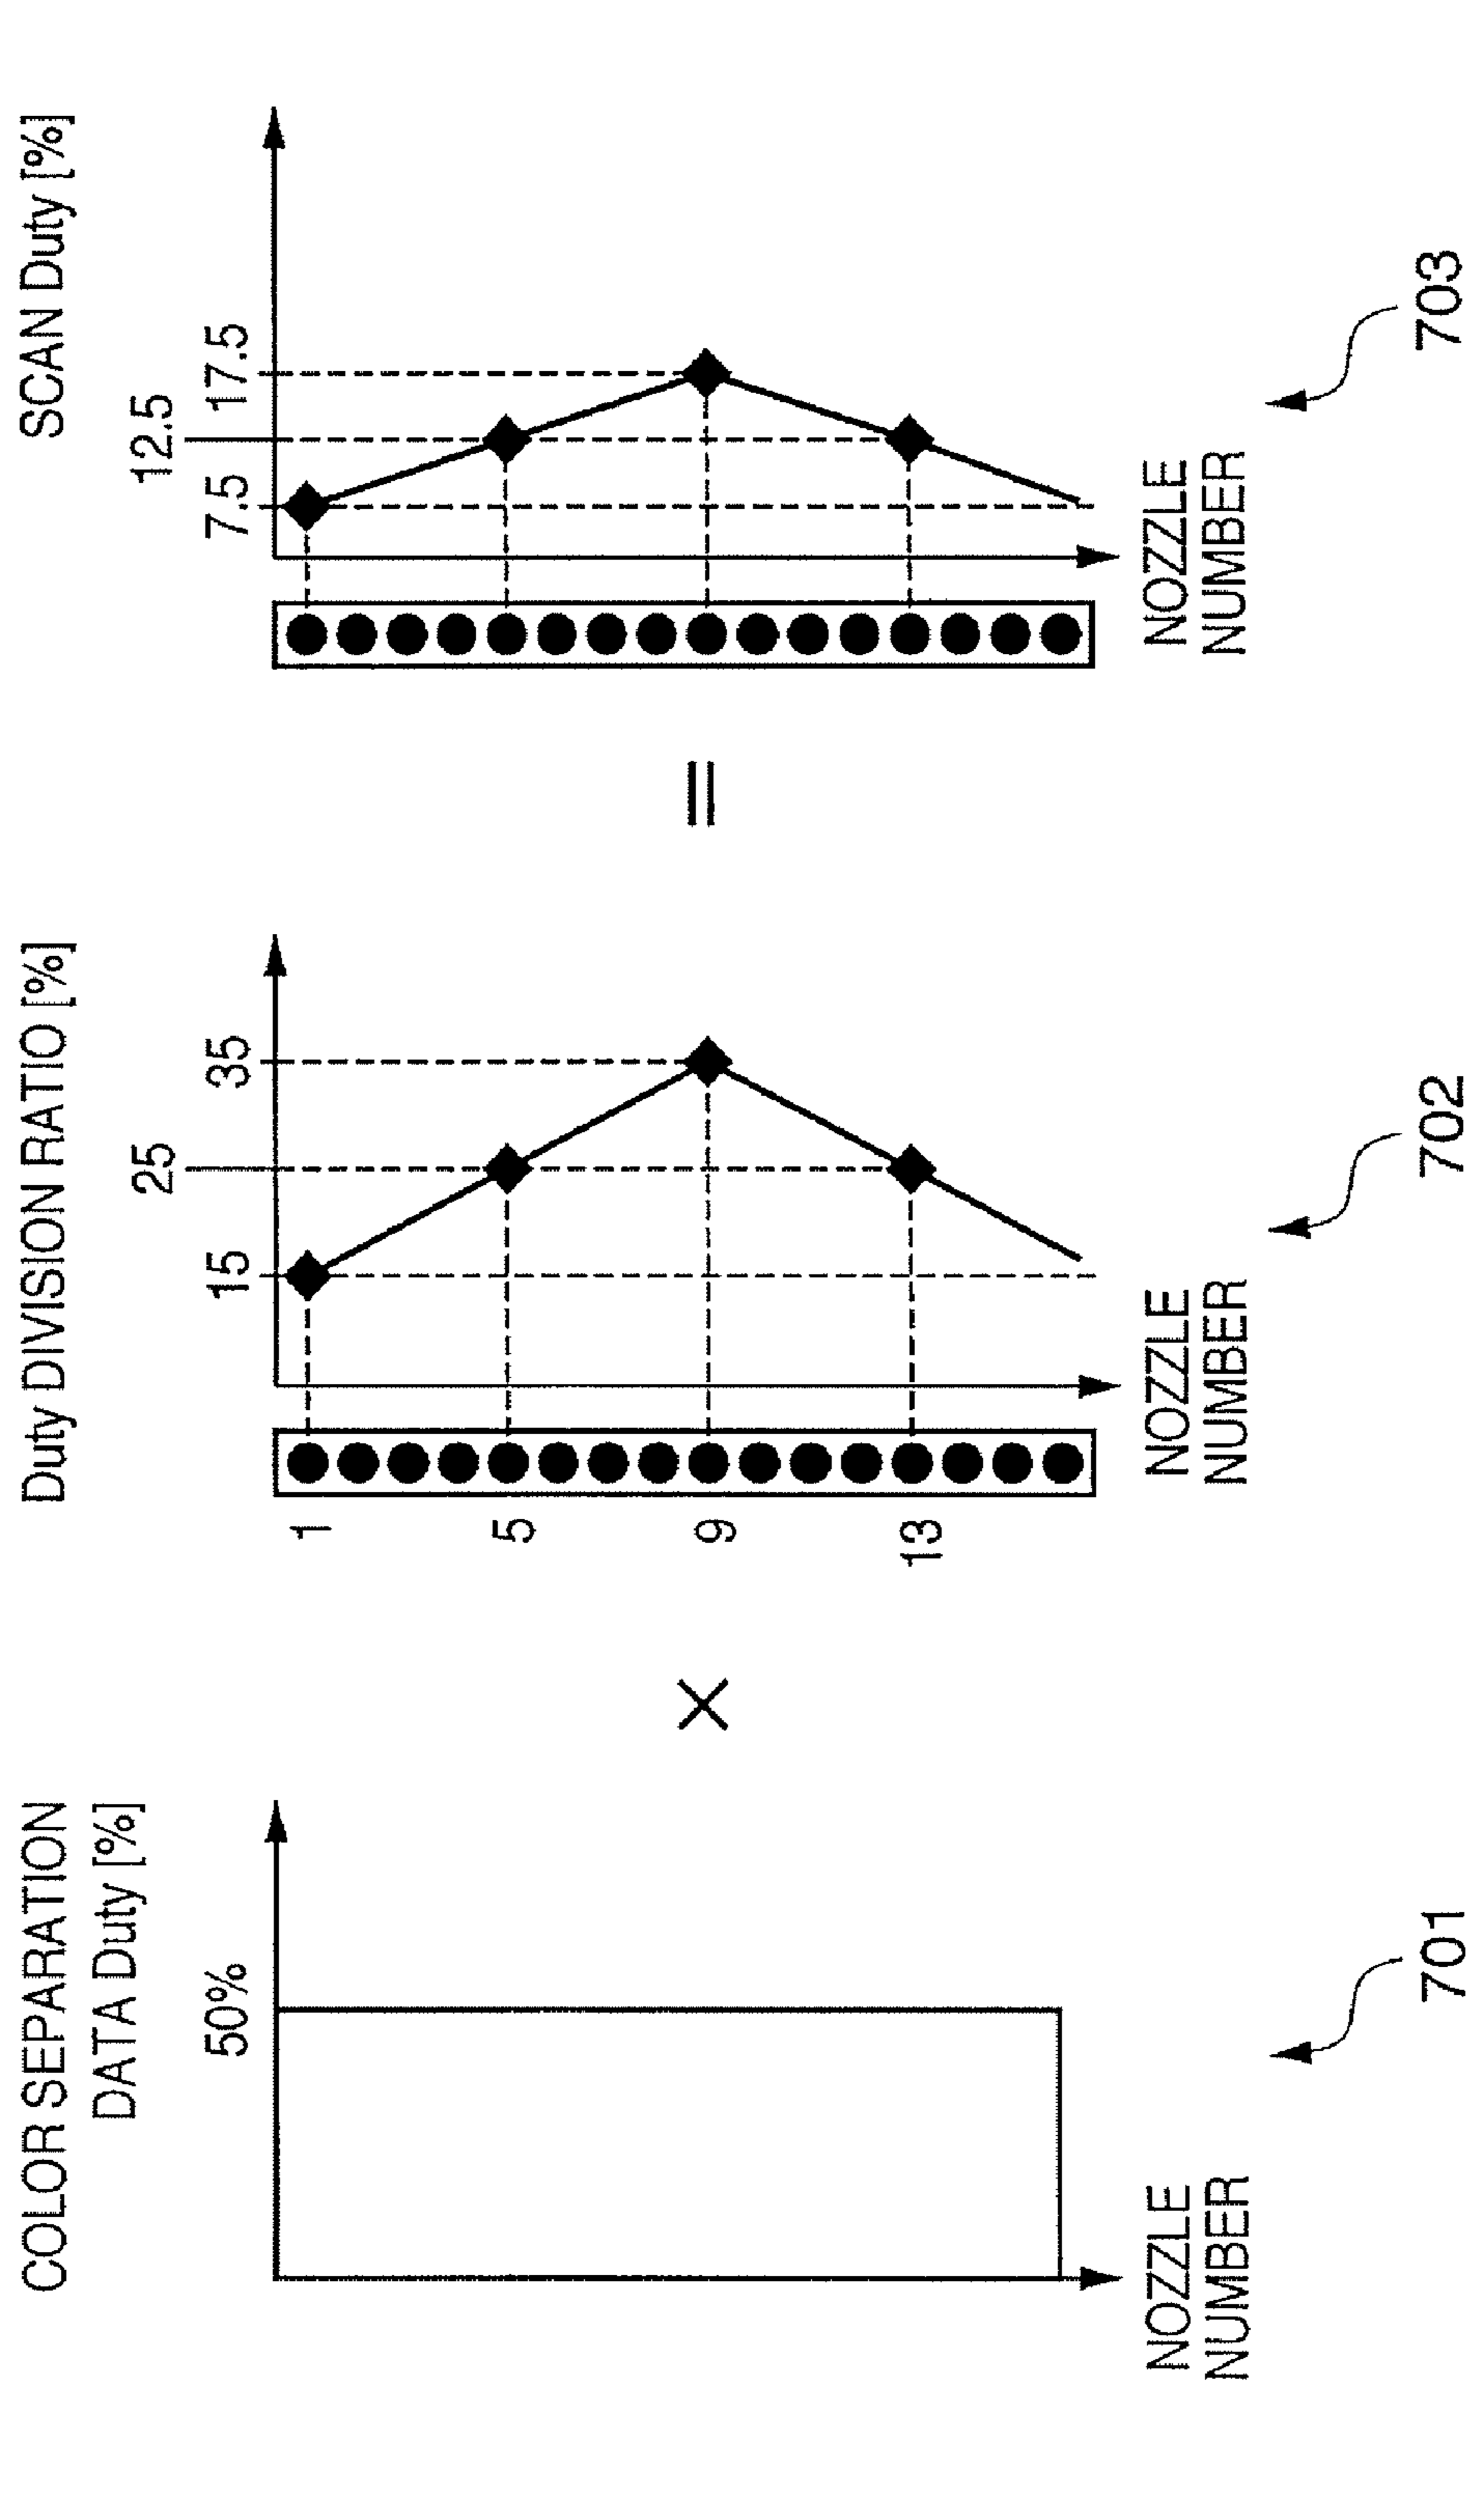 COLOR SEPARATION
DATA Duty [%]
50%
NOZZLE
NUMBER
701
×
Duty DIVISION RATIO [%]
25
15
35
1
5
9
13
NOZZLE
NUMBER
702
=
SCAN Duty [%]
12.5
7.5
17.5
NOZZLE
NUMBER
703